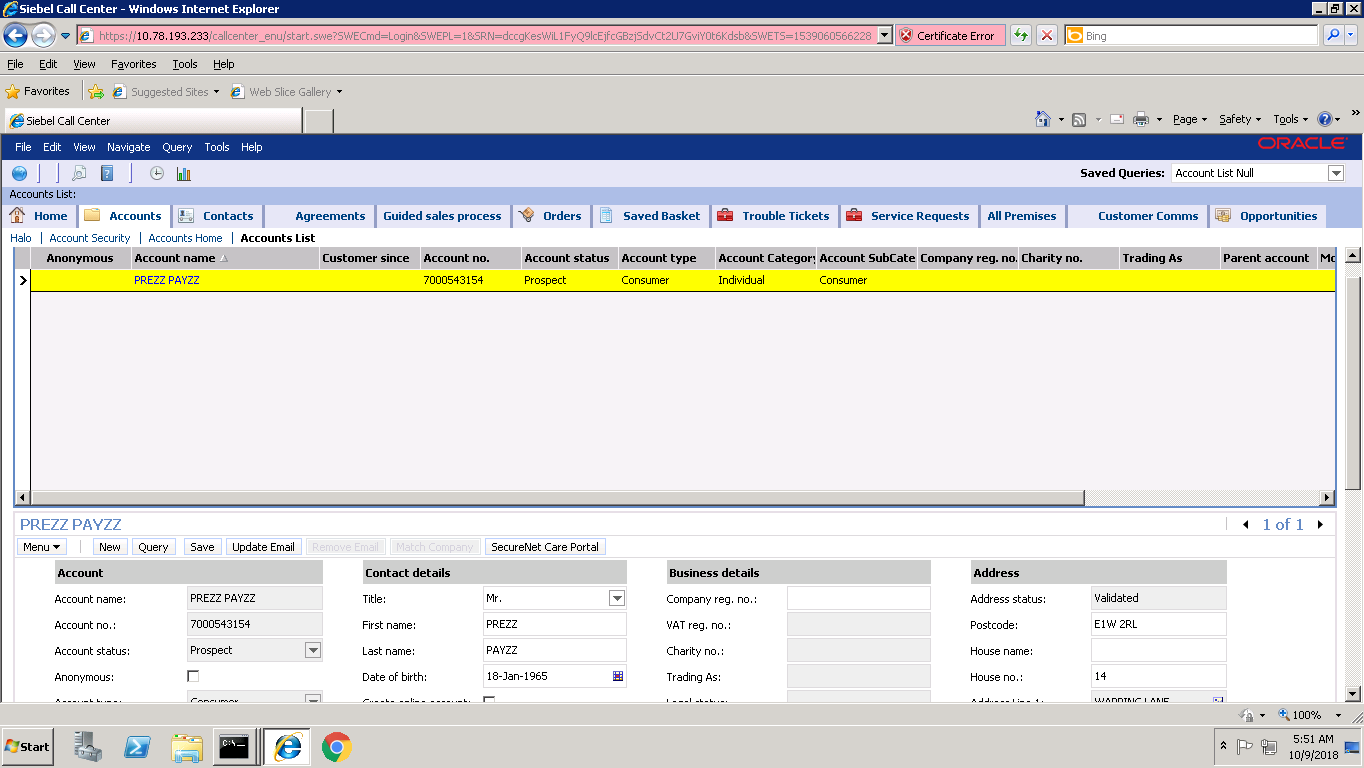 Siebel Call Center - Windows Internet Explorer
https://10.78.193.233/callcenter_enu/start.swe?SWECmd=Login&SWEPL=1&SRN=dccgKesWiL1FyQ9lcEjfcGBzjSdvCt2U7GviY0t6Kdsb&SWETS=1539060566228 Certificate Error Bing
File Edit View Favorites Tools Help
Favorites Suggested Sites Web Slice Gallery
Siebel Call Center Page Safety Tools
File Edit View Navigate Query Tools Help ORACLE
Saved Queries: Account List Null
Accounts List:
Home Accounts Contacts Agreements Guided sales process Orders Saved Basket Trouble Tickets Service Requests All Premises Customer Comms Opportunities
Halo Account Security Accounts Home Accounts List
Anonymous Account name Customer since Account no. Account status Account type Account Category Account SubCate Company reg. no. Charity no. Trading As Parent account Mo
PREZZ PAYZZ 7000543154 Prospect Consumer Individual Consumer
PREZZ PAYZZ 1 of 1
Menu New Query Save Update Email Remove Email Match Company SecureNet Care Portal
Account Contact details Business details Address
Account name: PREZZ PAYZZ Title: Mr. Company reg. no.: Address status: Validated
Account no.: 7000543154 First name: PREZZ VAT reg. no.: Postcode: E1W 2RL
Account status: Prospect Last name: PAYZZ Charity no.: House name:
Anonymous: Date of birth: 18-Jan-1965 Trading As: House no.: 14
Account type: Consumer Create online account: Legal status: Address Line 1: WAPPING LANE
100%
Start C:\ 5:51 AM
10/9/2018